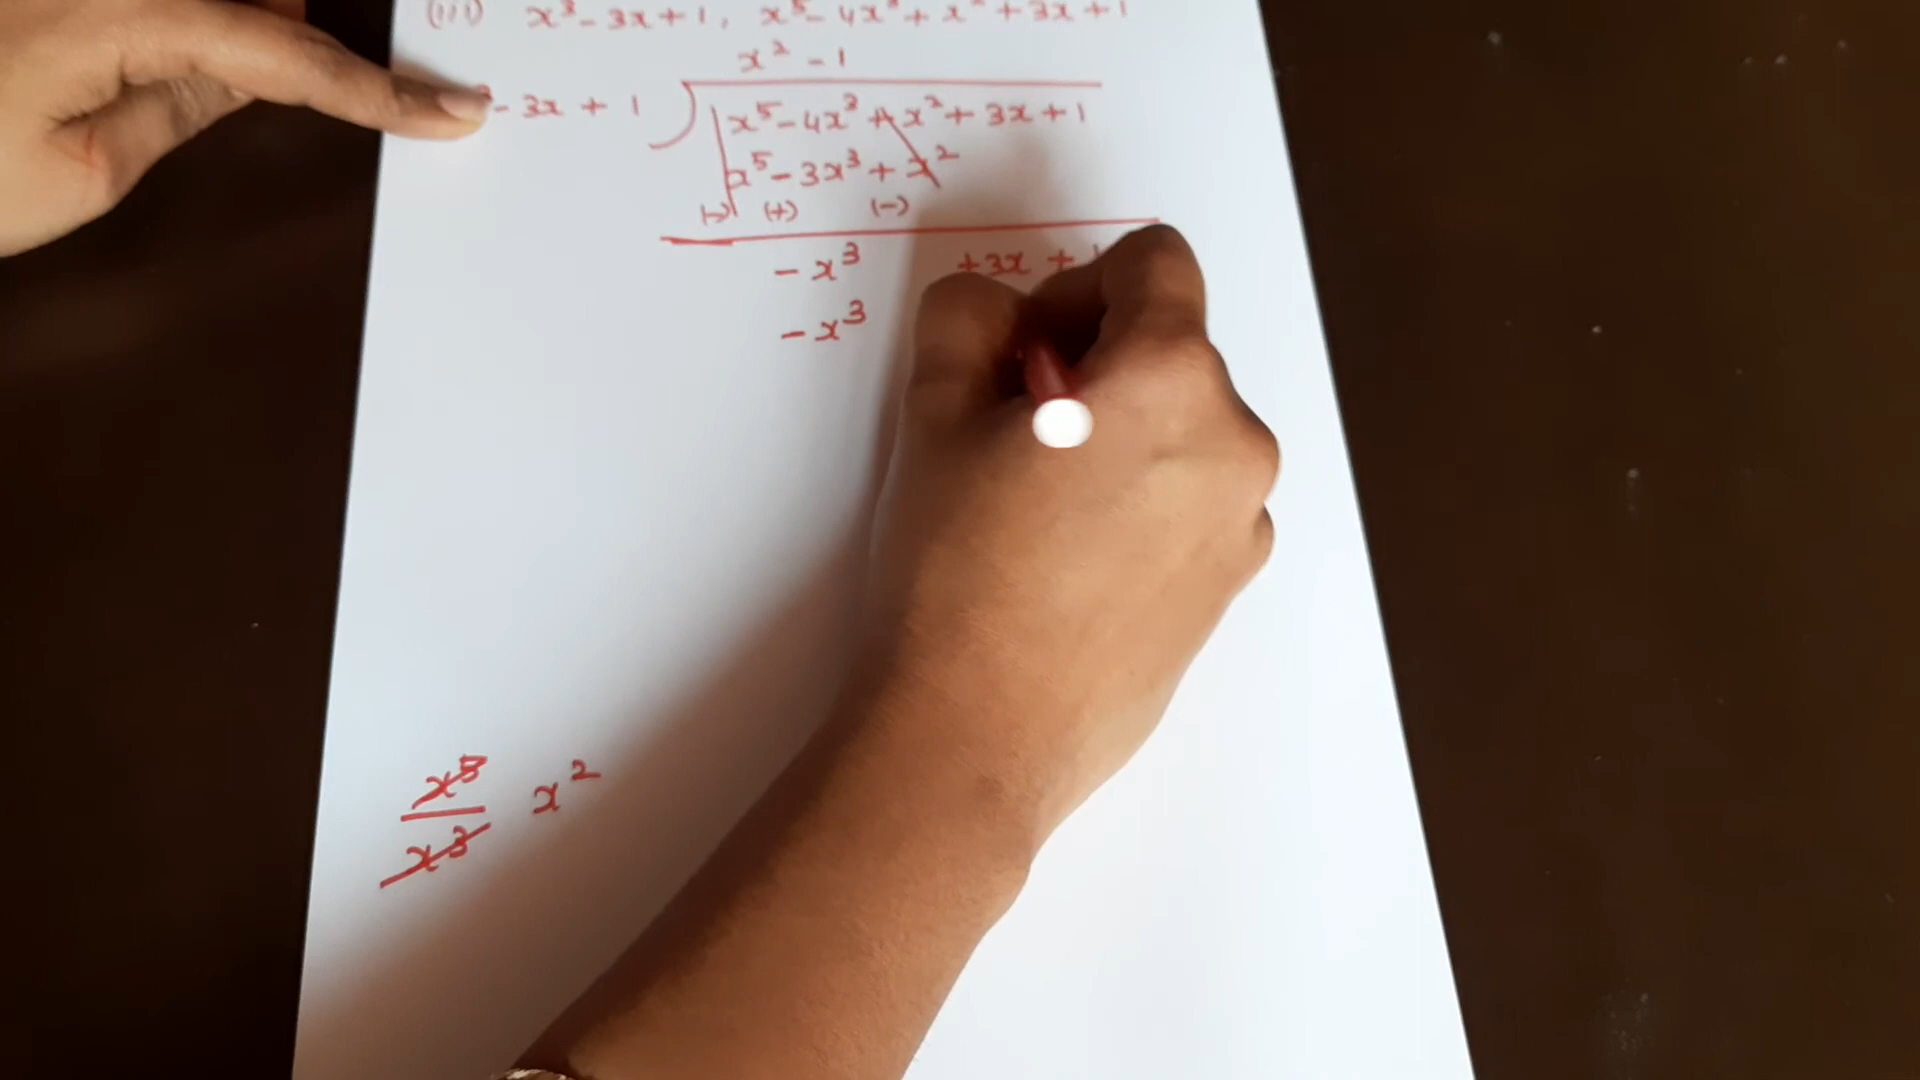 (iii) x³ - 3x + 1, x⁵ - 4x³ + x² + 3x + 1
x² - 1
- 3x + 1 ) x⁵ - 4x³ + x² + 3x + 1
x⁵ - 3x³ + x²
(-) (+) (-)
- x³ + 3x + 1
- x³
x⁵
x³
x²